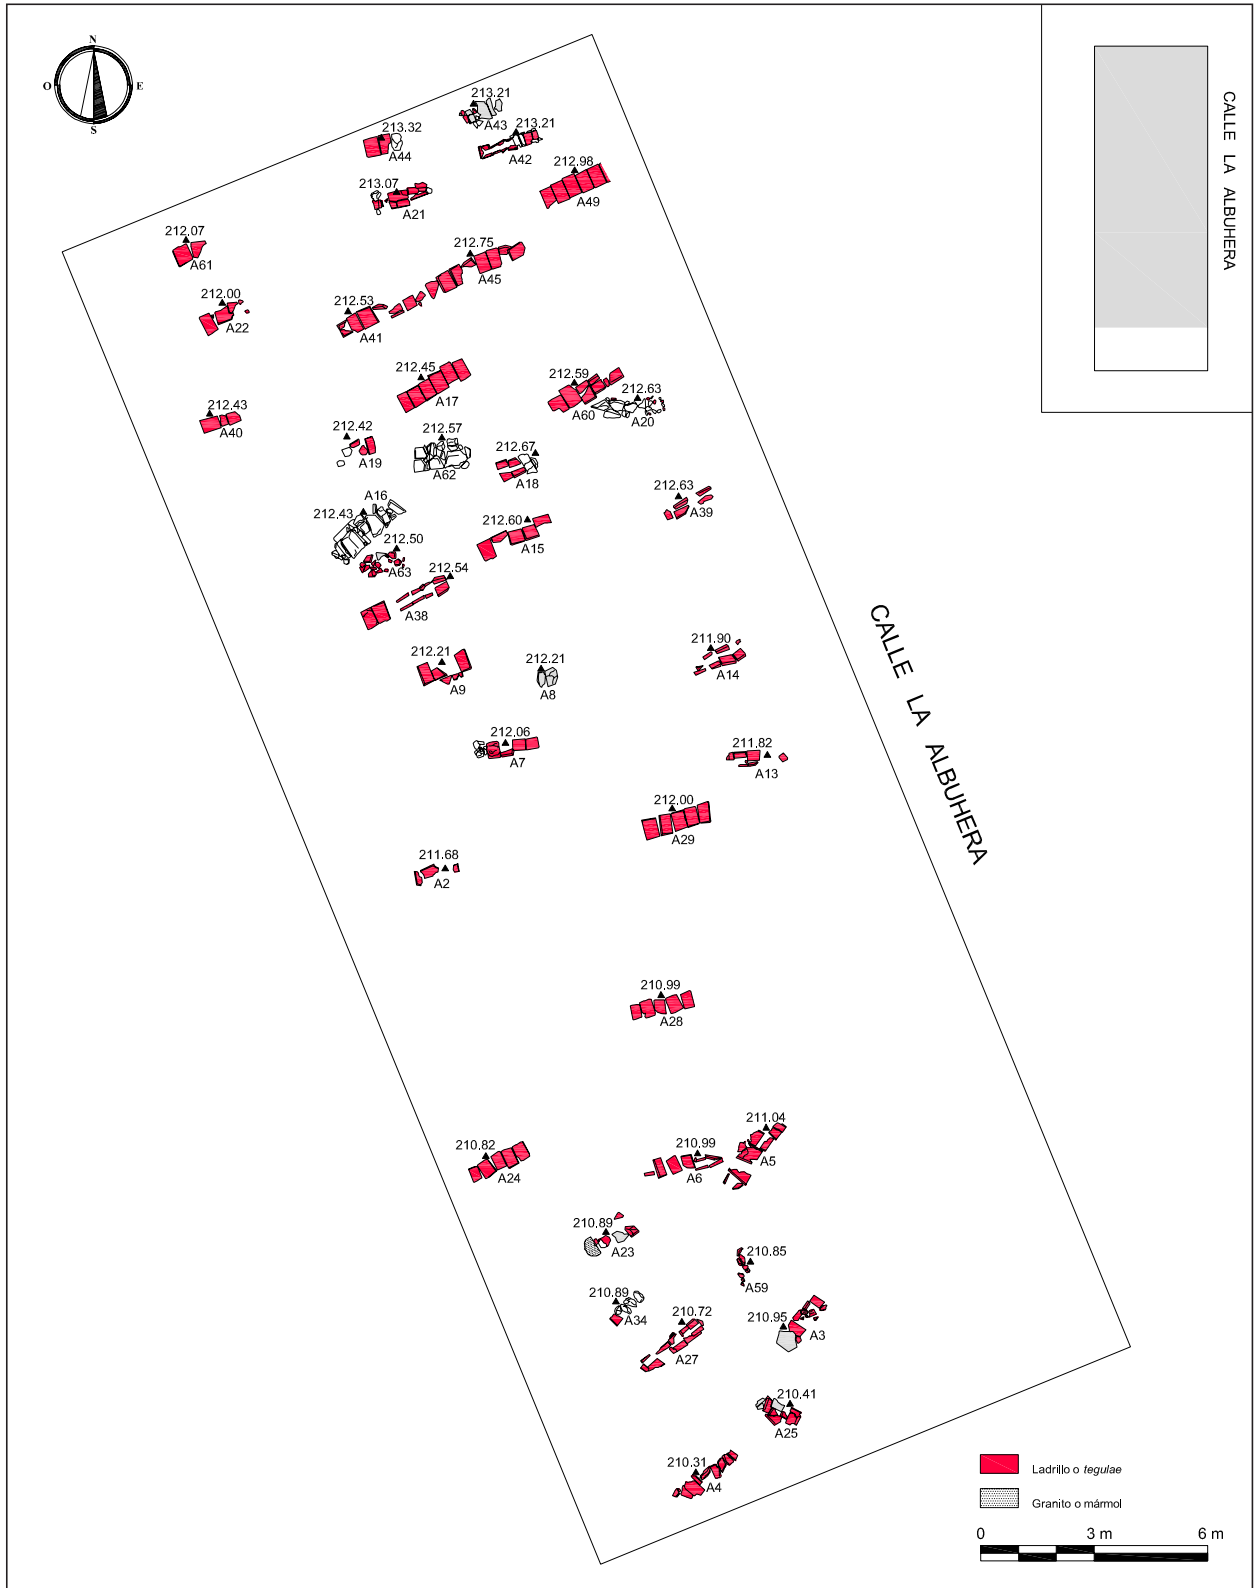 N
O E
S
CALLE LA ALBUHERA
213.21
A43
213.21
A42
213.32
A44
212.98
A49
213.07
A21
212.07
A61
212.75
A45
212.00
A22
212.53
A41
212.45
A17
212.59
A60
212.63
A20
212.43
A40
212.42
A19
212.57
A62
212.67
A18
212.63
A39
A16
212.43
212.50
A63
212.60
A15
212.54
A38
212.21
A9
212.21
A8
211.90
A14
CALLE LA ALBUHERA
212.06
A7
211.82
A13
212.00
A29
211.68
A2
210.99
A28
211.04
A5
210.82
A24
210.99
A6
210.89
A23
210.85
A59
210.89
A34
210.72
A27
210.95
A3
210.41
A25
210.31
A4
Ladrillo o tegulae
Granito o mármol
0 3 m 6 m